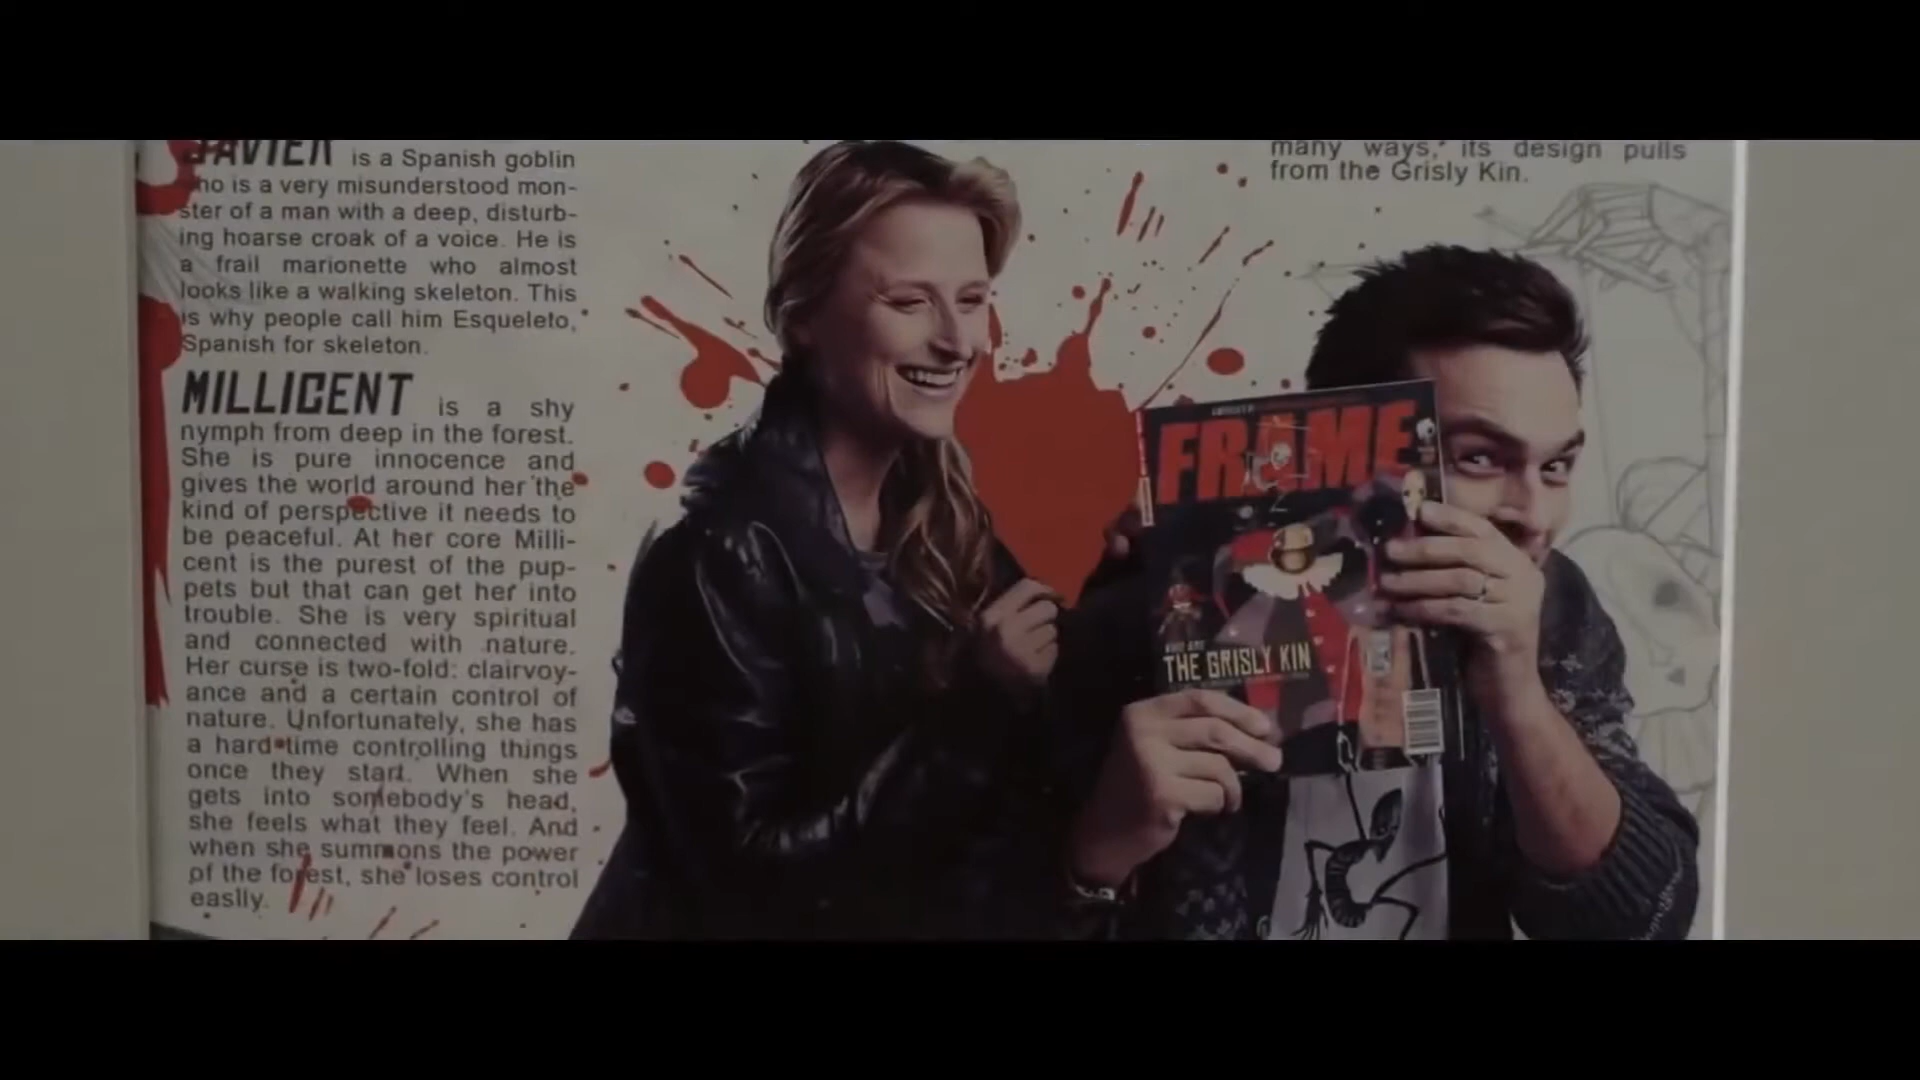 JAVIER is a Spanish goblin
who is a very misunderstood mon-
ster of a man with a deep, disturb-
ing hoarse croak of a voice. He is
a frail marionette who almost
looks like a walking skeleton. This
is why people call him Esqueleto,
Spanish for skeleton.
MILLICENT is a shy
nymph from deep in the forest.
She is pure innocence and
gives the world around her the
kind of perspective it needs to
be peaceful. At her core Milli-
cent is the purest of the pup-
pets but that can get her into
trouble. She is very spiritual
and connected with nature.
Her curse is two-fold: clairvoy-
ance and a certain control of
nature. Unfortunately, she has
a hard time controlling things
once they start. When she
gets into somebody's head,
she feels what they feel. And
when she summons the power
of the forest, she loses control
easily.
many ways, its design pulls
from the Grisly Kin.
FRAME
WHO ARE
THE GRISLY KIN